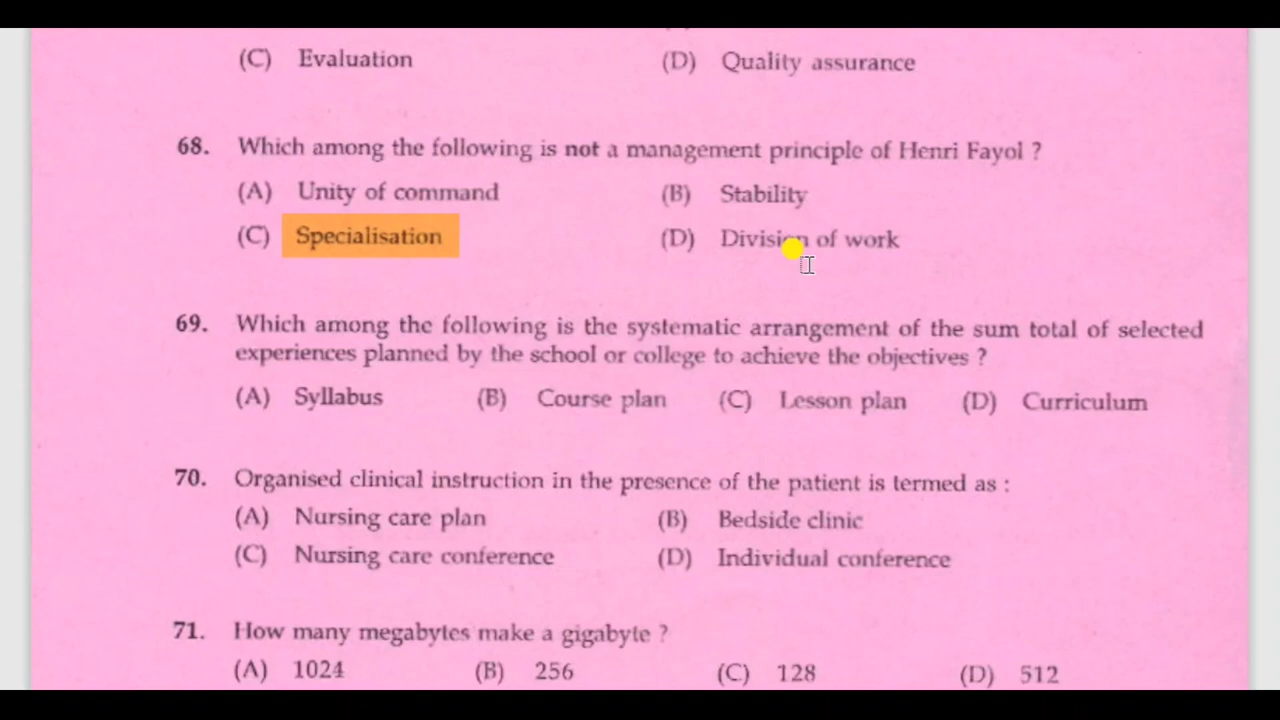 (C) Evaluation (D) Quality assurance
68. Which among the following is not a management principle of Henri Fayol ?
(A) Unity of command (B) Stability
(C) Specialisation (D) Division of work
69. Which among the following is the systematic arrangement of the sum total of selected
experiences planned by the school or college to achieve the objectives ?
(A) Syllabus (B) Course plan (C) Lesson plan (D) Curriculum
70. Organised clinical instruction in the presence of the patient is termed as :
(A) Nursing care plan (B) Bedside clinic
(C) Nursing care conference (D) Individual conference
71. How many megabytes make a gigabyte ?
(A) 1024 (B) 256 (C) 128 (D) 512